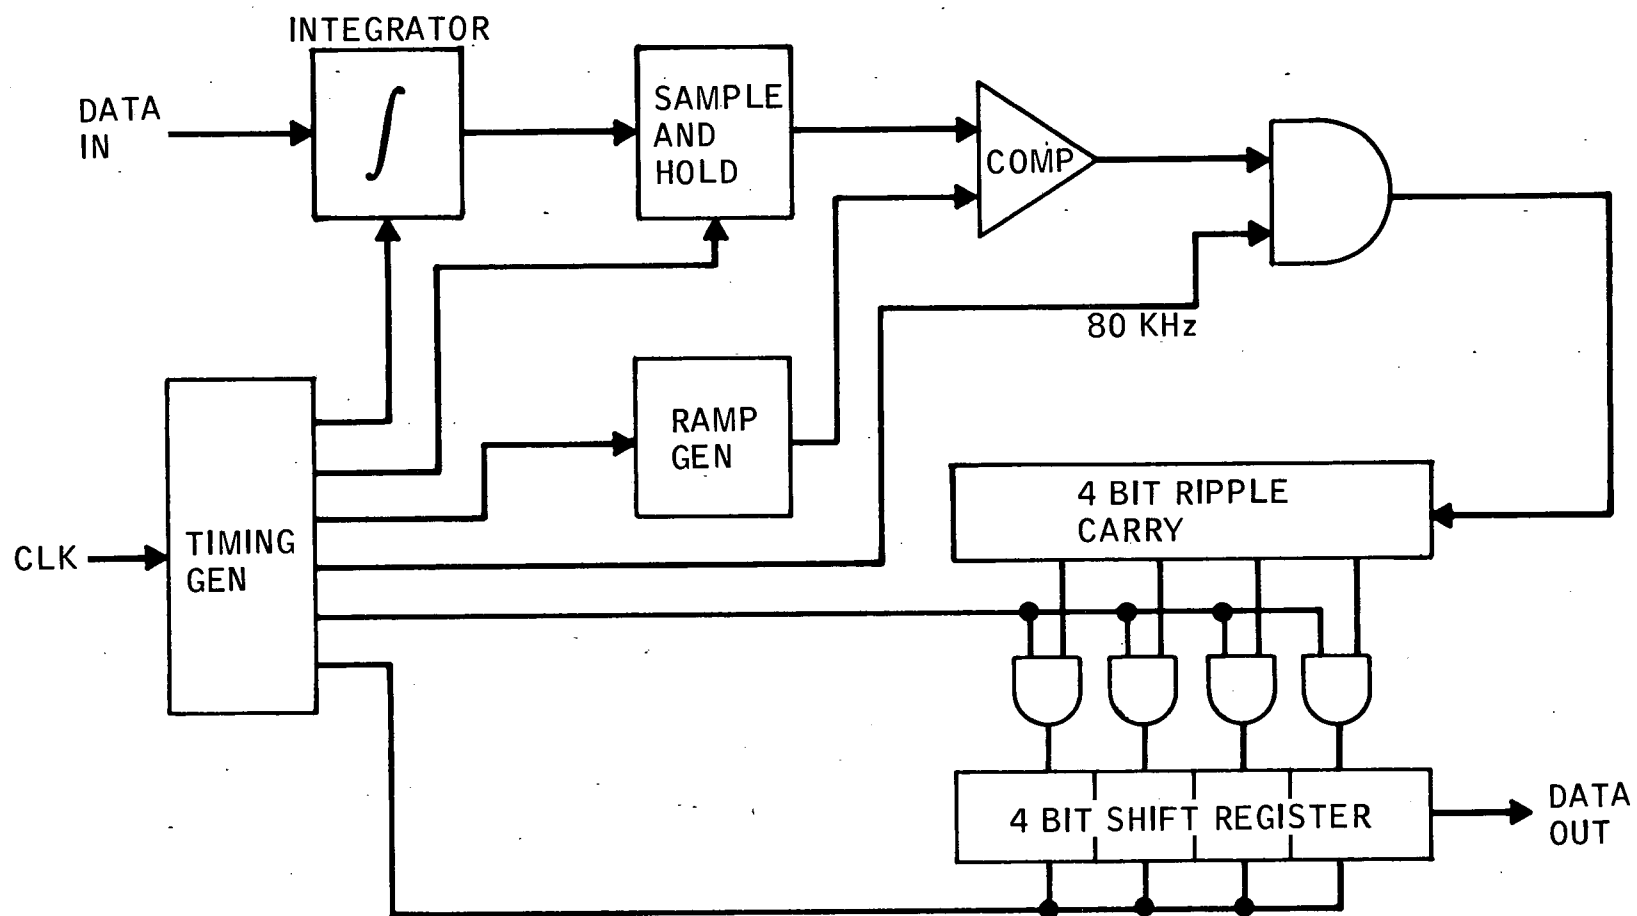 INTEGRATOR
∫
DATA
IN
SAMPLE
AND
HOLD
COMP
80 KHz
RAMP
GEN
4 BIT RIPPLE
CARRY
CLK
TIMING
GEN
4 BIT SHIFT REGISTER
DATA
OUT